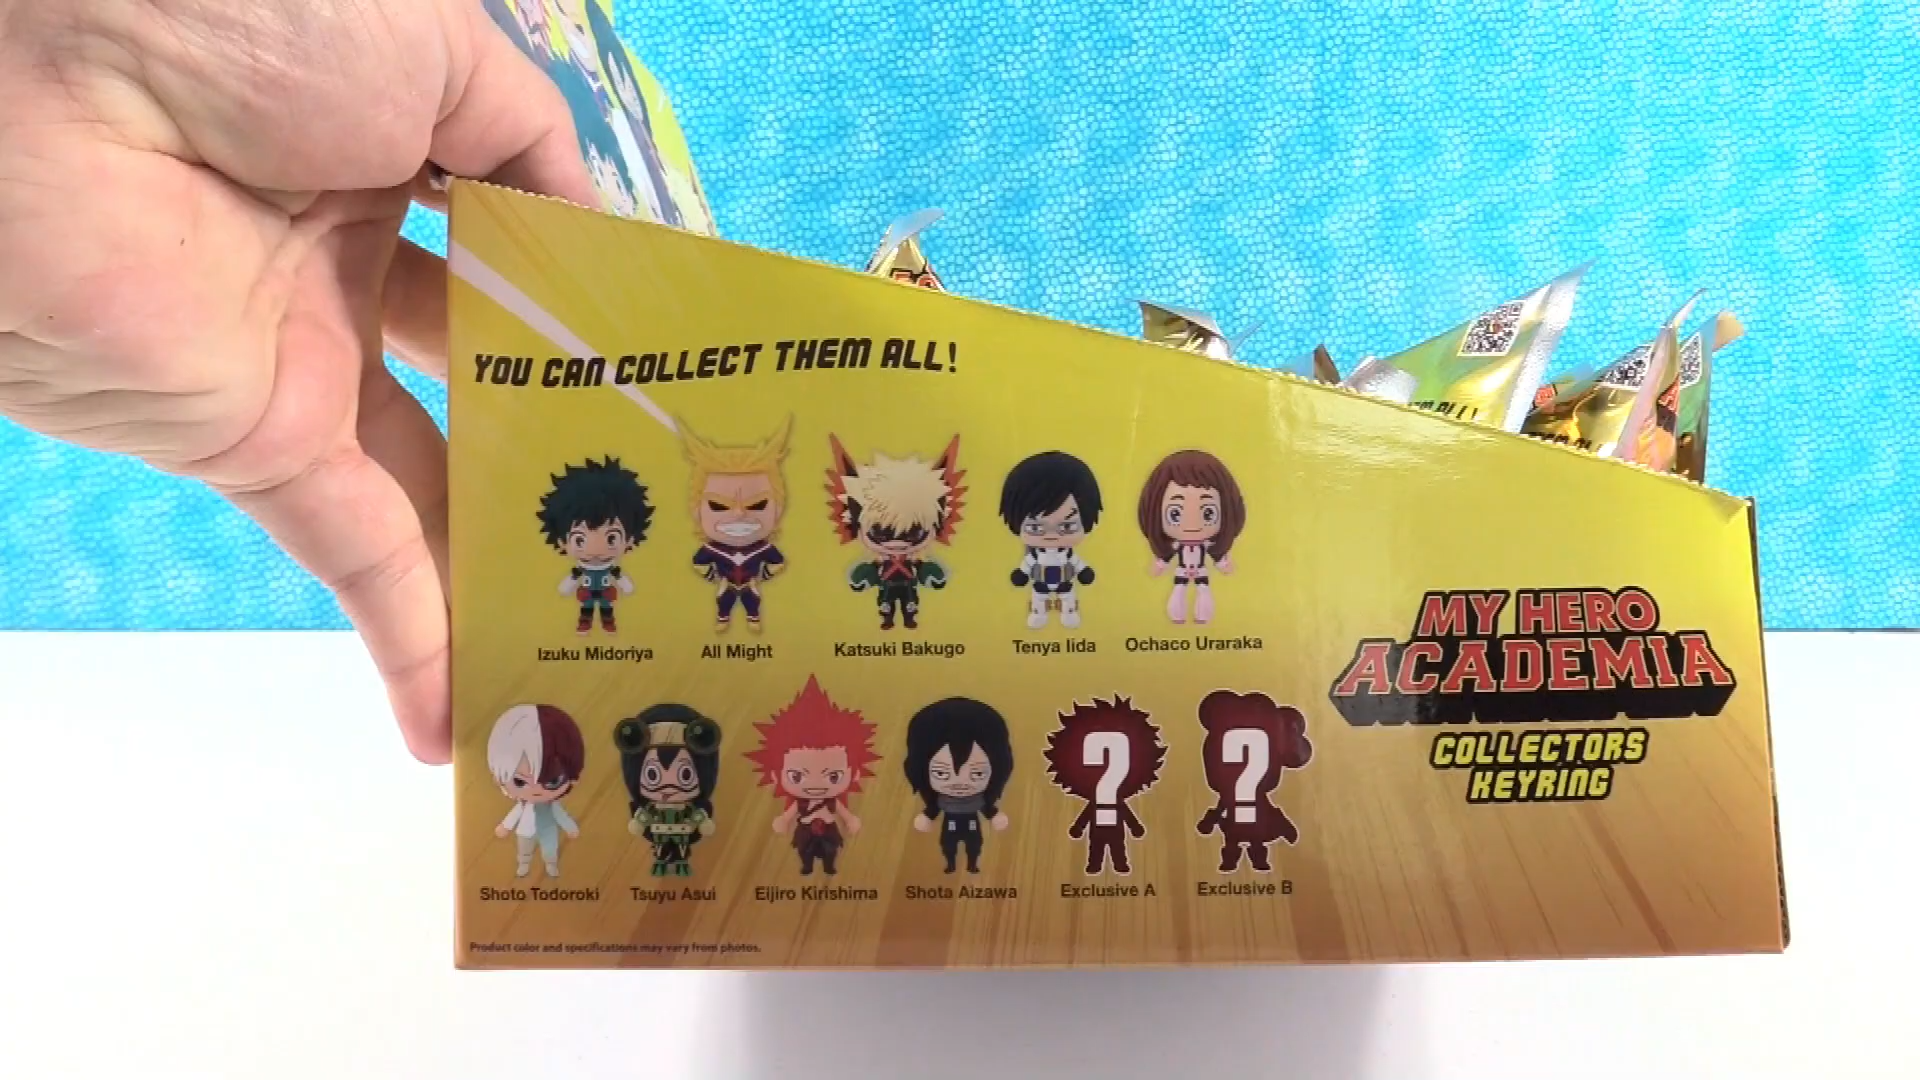 YOU CAN COLLECT THEM ALL!
Izuku Midoriya
All Might
Katsuki Bakugo
Tenya Iida
Ochaco Uraraka
Shoto Todoroki
Tsuyu Asui
Eijiro Kirishima
Shota Aizawa
?
Exclusive A
?
Exclusive B
MY HERO
ACADEMIA
COLLECTORS
KEYRING
Product color and specifications may vary from photos.